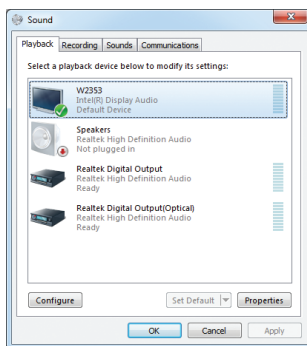 Sound
Playback Recording Sounds Communications
Select a playback device below to modify its settings:
W2353
Intel(R) Display Audio
Default Device
Speakers
Realtek High Definition Audio
Not plugged in
Realtek Digital Output
Realtek High Definition Audio
Ready
Realtek Digital Output(Optical)
Realtek High Definition Audio
Ready
Configure Set Default Properties
OK Cancel Apply